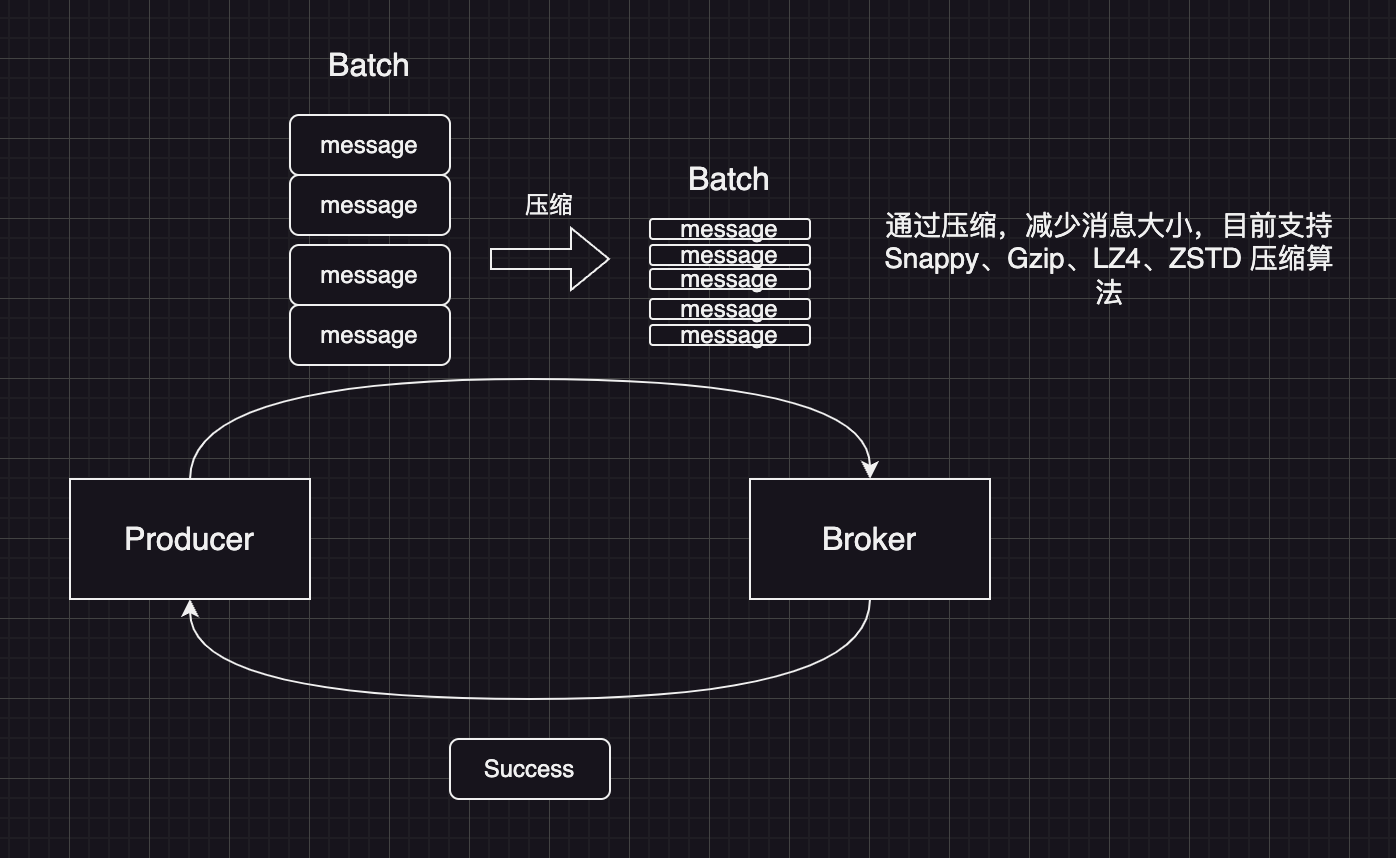 Batch
message
message
message
message
压缩
Batch
message
message
message
message
message
通过压缩，减少消息大小，目前支持
Snappy、Gzip、LZ4、ZSTD 压缩算
法
Producer
Broker
Success